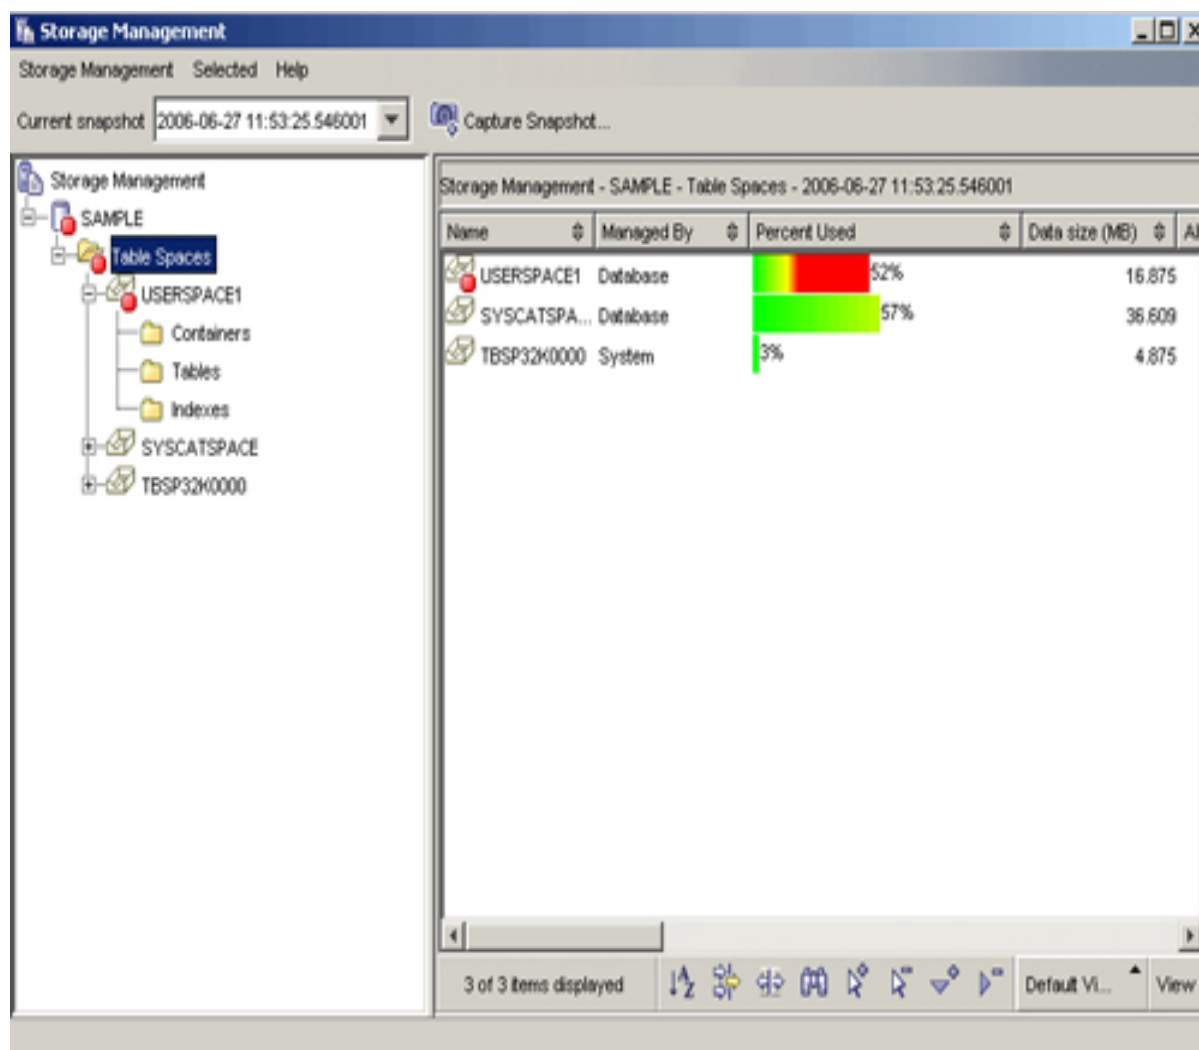 Storage Management
Storage Management Selected Help
Current snapshot 2006-06-27 11:53:25.546001 Capture Snapshot...
Storage Management
SAMPLE
Table Spaces
USERSPACE1
Containers
Tables
Indexes
SYSCATSPACE
TBSP32K0000
Storage Management - SAMPLE - Table Spaces - 2006-06-27 11:53:25.546001
Name Managed By Percent Used Data size (MB)
USERSPACE1 Database 52% 16.875
SYSCATSPA... Database 57% 36.609
TBSP32K0000 System 3% 4.875
3 of 3 items displayed Default Vi... View